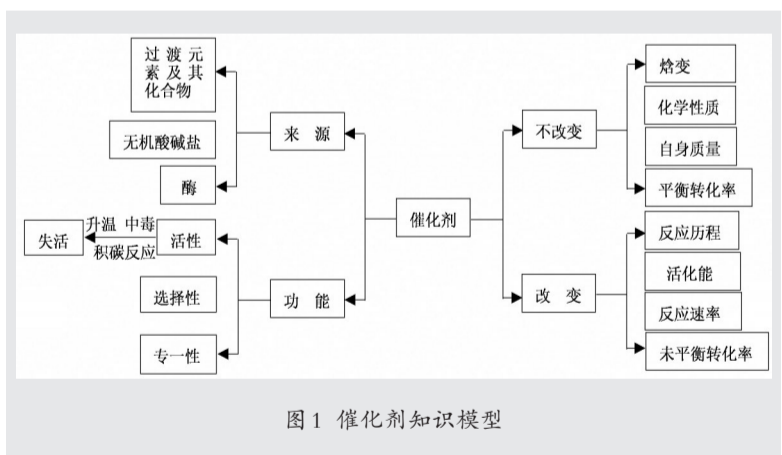 过渡元
素及其
化合物
无机酸碱盐
酶
来 源
升温 中毒
失活
积碳反应
活性
选择性
专一性
功 能
催化剂
不改变
焓变
化学性质
自身质量
平衡转化率
改 变
反应历程
活化能
反应速率
未平衡转化率
图1 催化剂知识模型